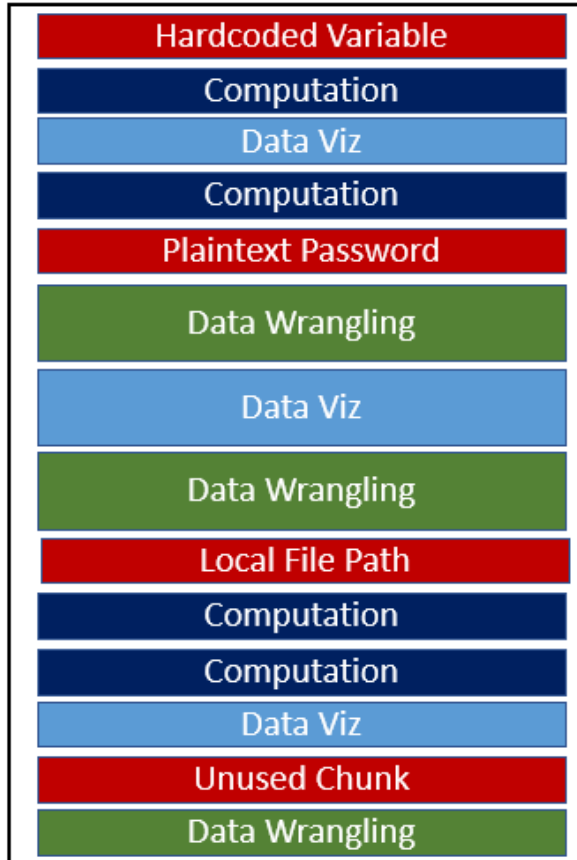 Hardcoded Variable
Computation
Data Viz
Computation
Plaintext Password
Data Wrangling
Data Viz
Data Wrangling
Local File Path
Computation
Computation
Data Viz
Unused Chunk
Data Wrangling